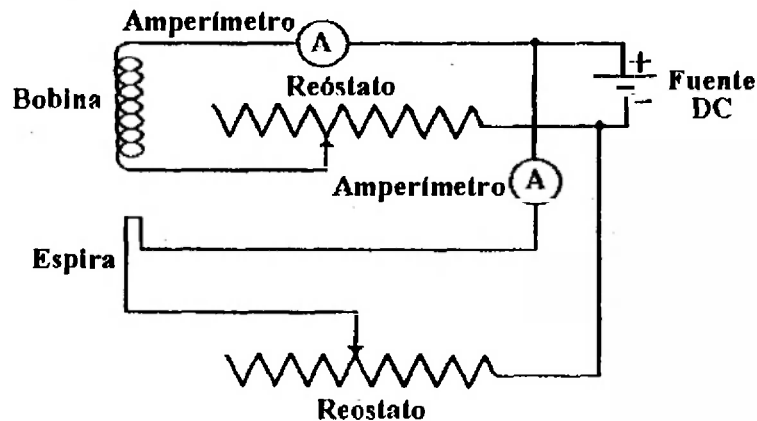 Amperímetro
A
Reóstato
Bobina
+
-
Fuente
DC
Amperímetro
A
Espira
Reostato